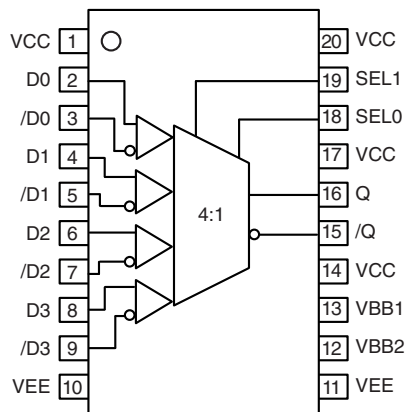 VCC 1 20 VCC
D0 2 19 SEL1
/D0 3 18 SEL0
D1 4 17 VCC
/D1 5 16 Q
D2 6 15 /Q
/D2 7 14 VCC
D3 8 13 VBB1
/D3 9 12 VBB2
VEE 10 11 VEE
4:1